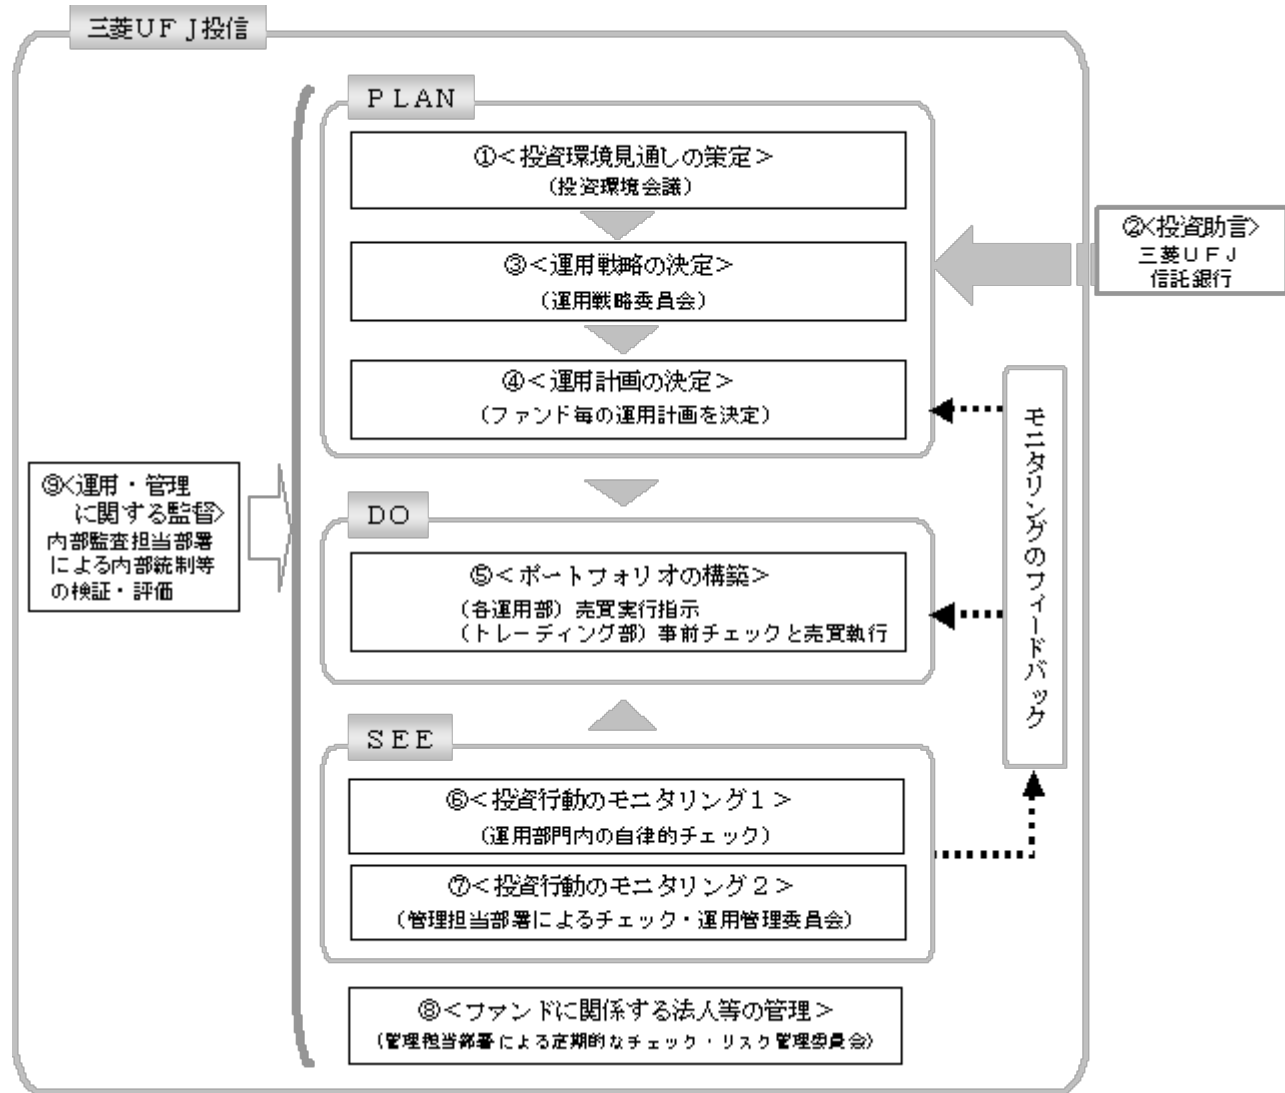 三菱UFJ投信
PLAN
①<投資環境見通しの策定>
(投資環境会議)
②<投資助言>
三菱UFJ
信託銀行
③<運用戦略の決定>
(運用戦略委員会)
④<運用計画の決定>
(ファンド毎の運用計画を決定)
DO
⑤<ポートフォリオの構築>
(各運用部) 売買実行指示
(トレーディング部) 事前チェックと売買執行
SEE
⑥<投資行動のモニタリング1>
(運用部門内の自律的チェック)
⑦<投資行動のモニタリング2>
(管理担当部署によるチェック・運用管理委員会)
⑧<ファンドに関係する法人等の管理>
(管理担当部署による定期的なチェック・リスク管理委員会)
⑨<運用・管理
に関する監督>
内部監査担当部署
による内部統制等
の検証・評価
モニタリングのフィードバック